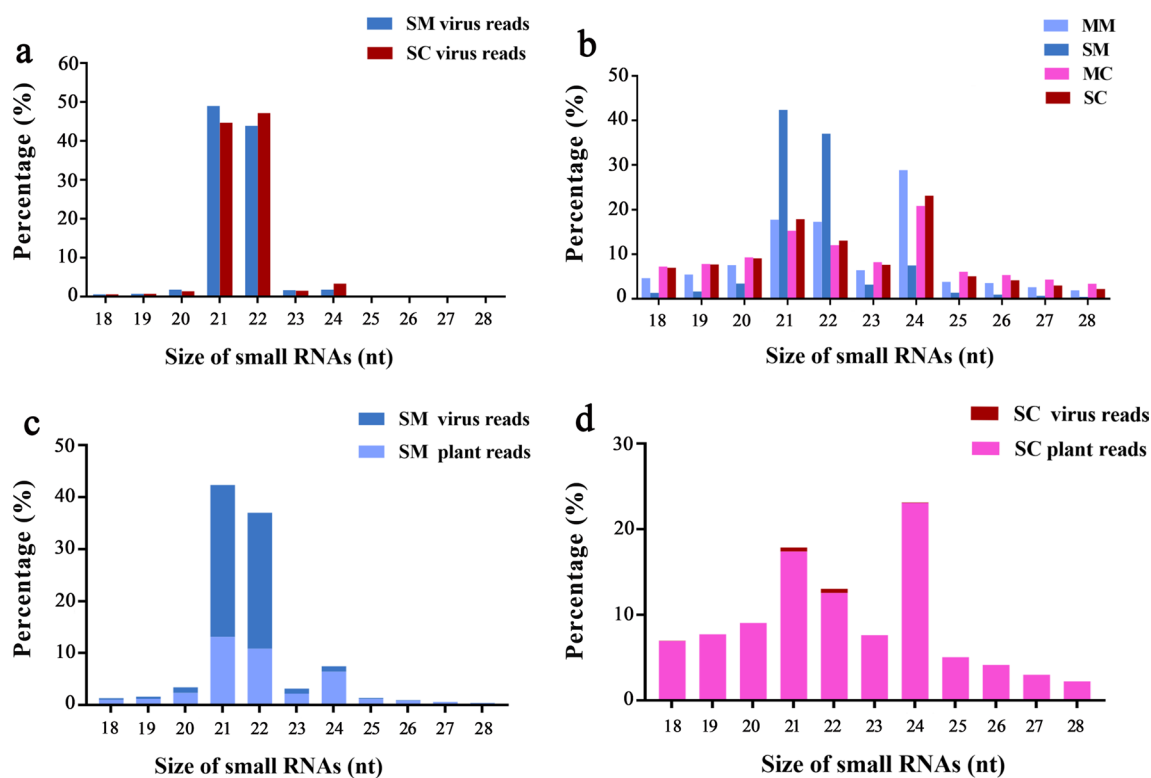 a
SM virus reads
SC virus reads
Percentage (%)
60
50
40
30
20
10
0
18 19 20 21 22 23 24 25 26 27 28
Size of small RNAs (nt)
b
MM
SM
MC
SC
Percentage (%)
50
40
30
20
10
0
18 19 20 21 22 23 24 25 26 27 28
Size of small RNAs (nt)
c
SM virus reads
SM plant reads
Percentage (%)
50
40
30
20
10
0
18 19 20 21 22 23 24 25 26 27 28
Size of small RNAs (nt)
d
SC virus reads
SC plant reads
Percentage (%)
30
20
10
0
18 19 20 21 22 23 24 25 26 27 28
Size of small RNAs (nt)